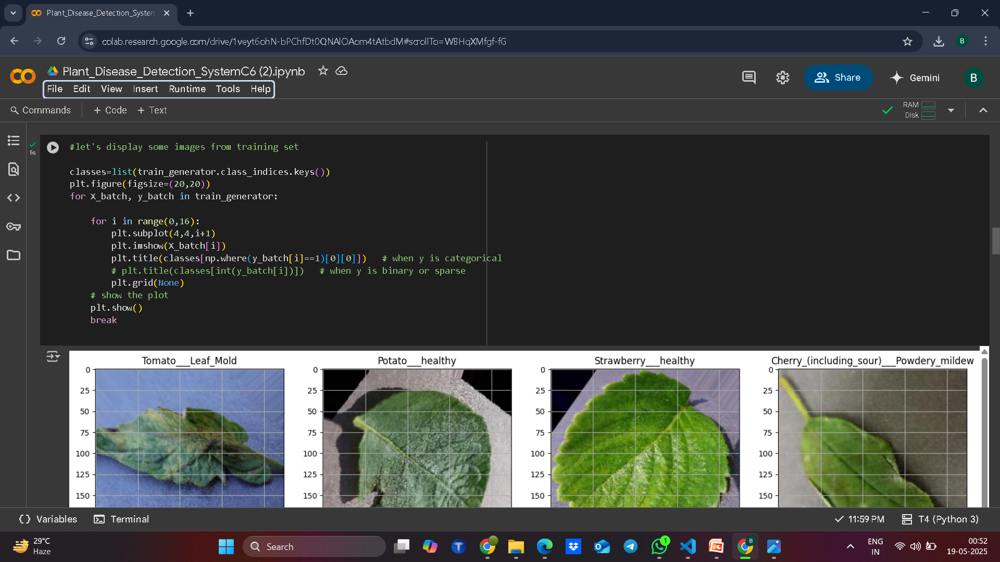 Plant_Disease_Detection_System
colab.research.google.com/drive/1veyt6ohN-bPChfDt0QNAlOAom4tAtbdM#scrollTo=WBHqXMfgf-fG
B
Plant_Disease_Detection_SystemC6 (2).ipynb
File Edit View Insert Runtime Tools Help
Share
Gemini
B
Commands
+ Code + Text
RAM
Disk
6s
#let's display some images from training set
classes=list(train_generator.class_indices.keys())
plt.figure(figsize=(20,20))
for X_batch, y_batch in train_generator:
for i in range(0,16):
plt.subplot(4,4,i+1)
plt.imshow(X_batch[i])
plt.title(classes[np.where(y_batch[i]==1)[0][0]]) # when y is categorical
# plt.title(classes[int(y_batch[i])]) # when y is binary or sparse
plt.grid(None)
# show the plot
plt.show()
break
Tomato___Leaf_Mold
0
25
50
75
100
125
150
Potato___healthy
0
25
50
75
100
125
150
Strawberry___healthy
0
25
50
75
100
125
150
Cherry_(including_sour)___Powdery_mildew
0
25
50
75
100
125
150
Variables
Terminal
11:59 PM
T4 (Python 3)
29°C
Haze
Search
1
B
ENG
IN
00:52
19-05-2025